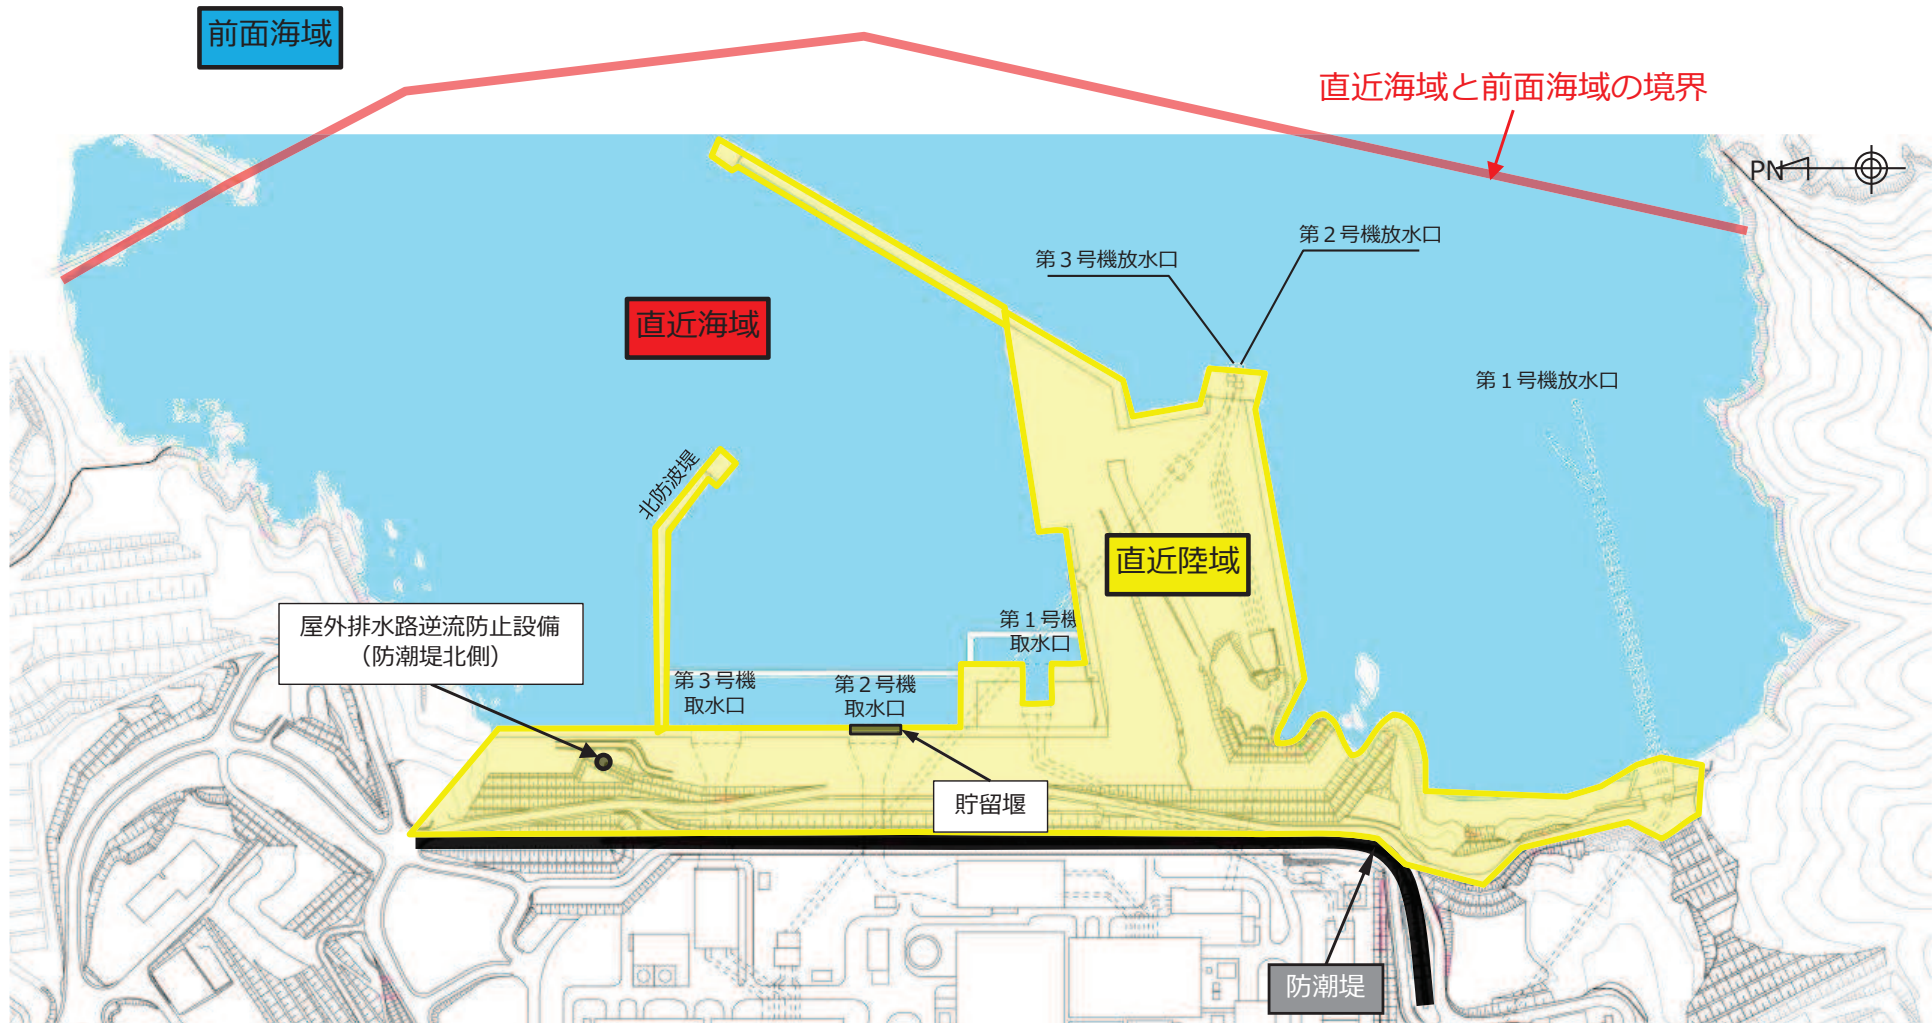 前面海域
直近海域と前面海域の境界
PN
第２号機放水口
第３号機放水口
直近海域
第１号機放水口
北防波堤
直近陸域
屋外排水路逆流防止設備
（防潮堤北側）
第１号機
取水口
第３号機
取水口
第２号機
取水口
貯留堰
防潮堤